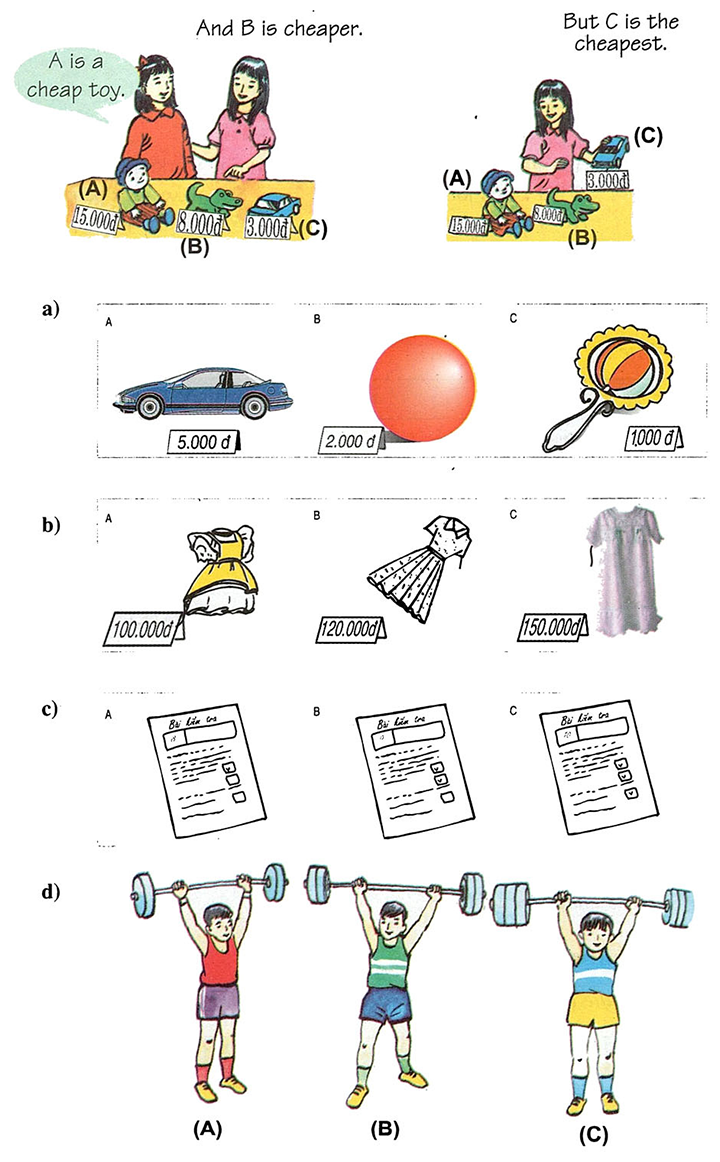 And B is cheaper.
But C is the
cheapest.
A is a
cheap toy.
(A)
15.000đ
8.000đ
3.000đ
(C)
(B)
(C)
3.000đ
(A)
15.000đ
8.000đ
(B)
a)
A
5.000 đ
B
2.000 đ
C
1.000 đ
b)
A
100.000đ
B
120.000đ
C
150.000đ
c)
A
Bài kiểm tra
B
Bài kiểm tra
C
Bài kiểm tra
d)
(A)
(B)
(C)